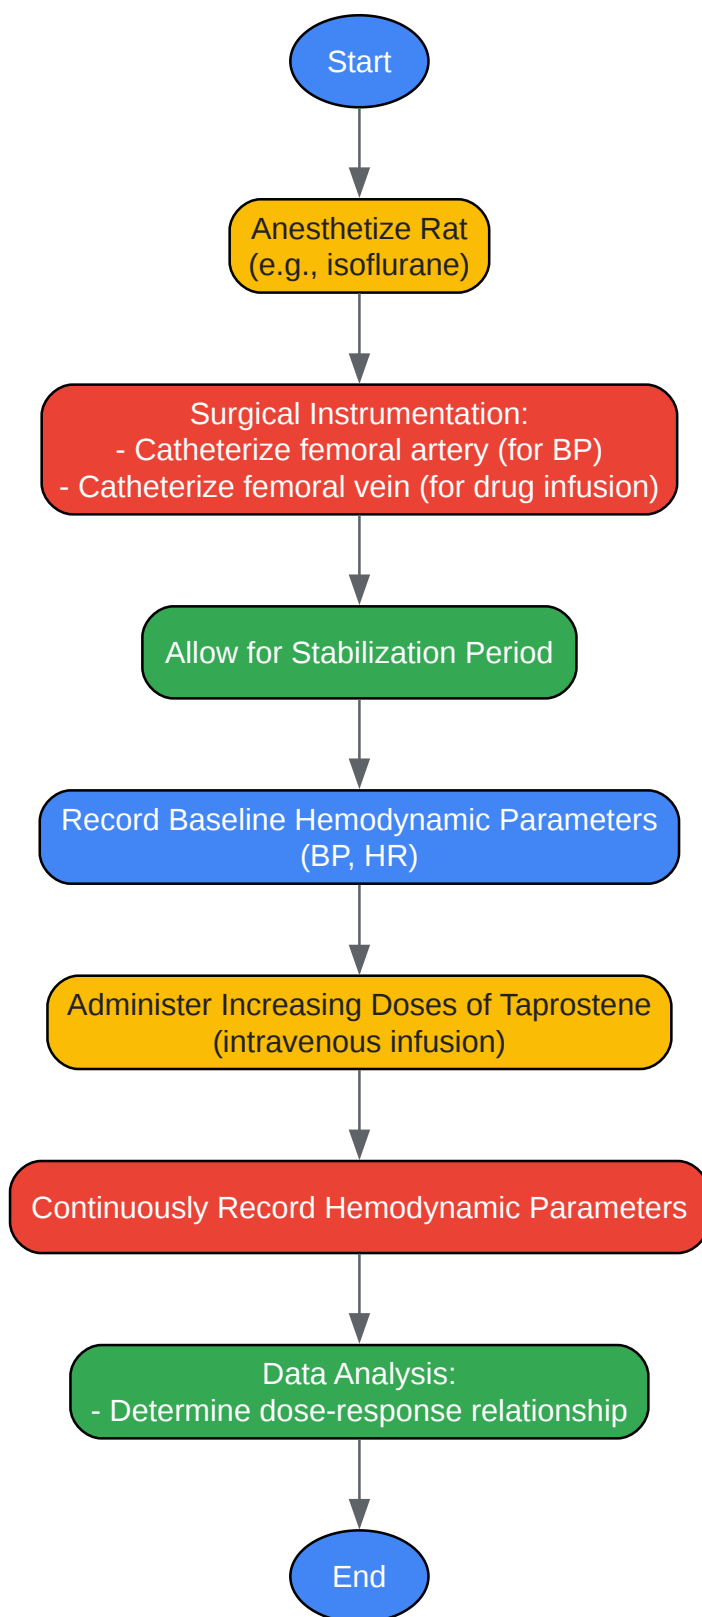 Start
Anesthetize Rat
(e.g., isoflurane)
Surgical Instrumentation:
- Catheterize femoral artery (for BP)
- Catheterize femoral vein (for drug infusion)
Allow for Stabilization Period
Record Baseline Hemodynamic Parameters
(BP, HR)
Administer Increasing Doses of Taprostene
(intravenous infusion)
Continuously Record Hemodynamic Parameters
Data Analysis:
- Determine dose-response relationship
End